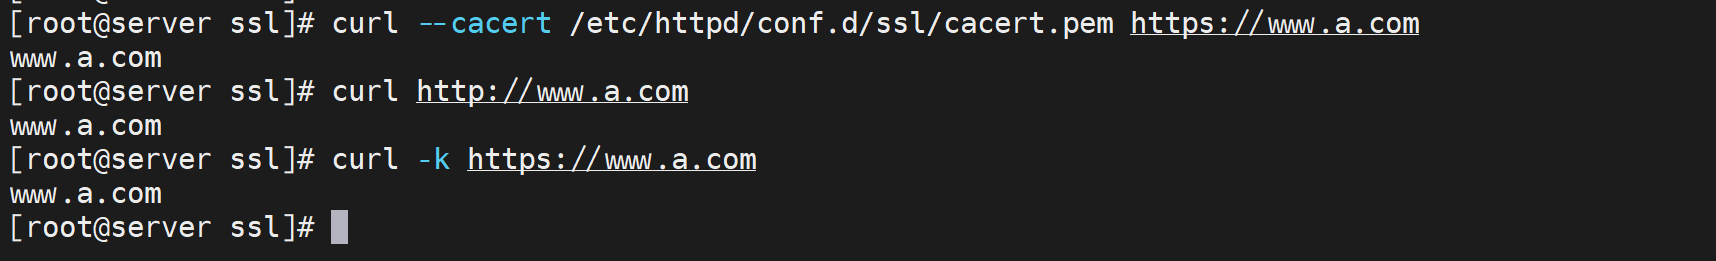 [root@server ssl]# curl --cacert /etc/httpd/conf.d/ssl/cacert.pem https://www.a.com
www.a.com
[root@server ssl]# curl http://www.a.com
www.a.com
[root@server ssl]# curl -k https://www.a.com
www.a.com
[root@server ssl]#